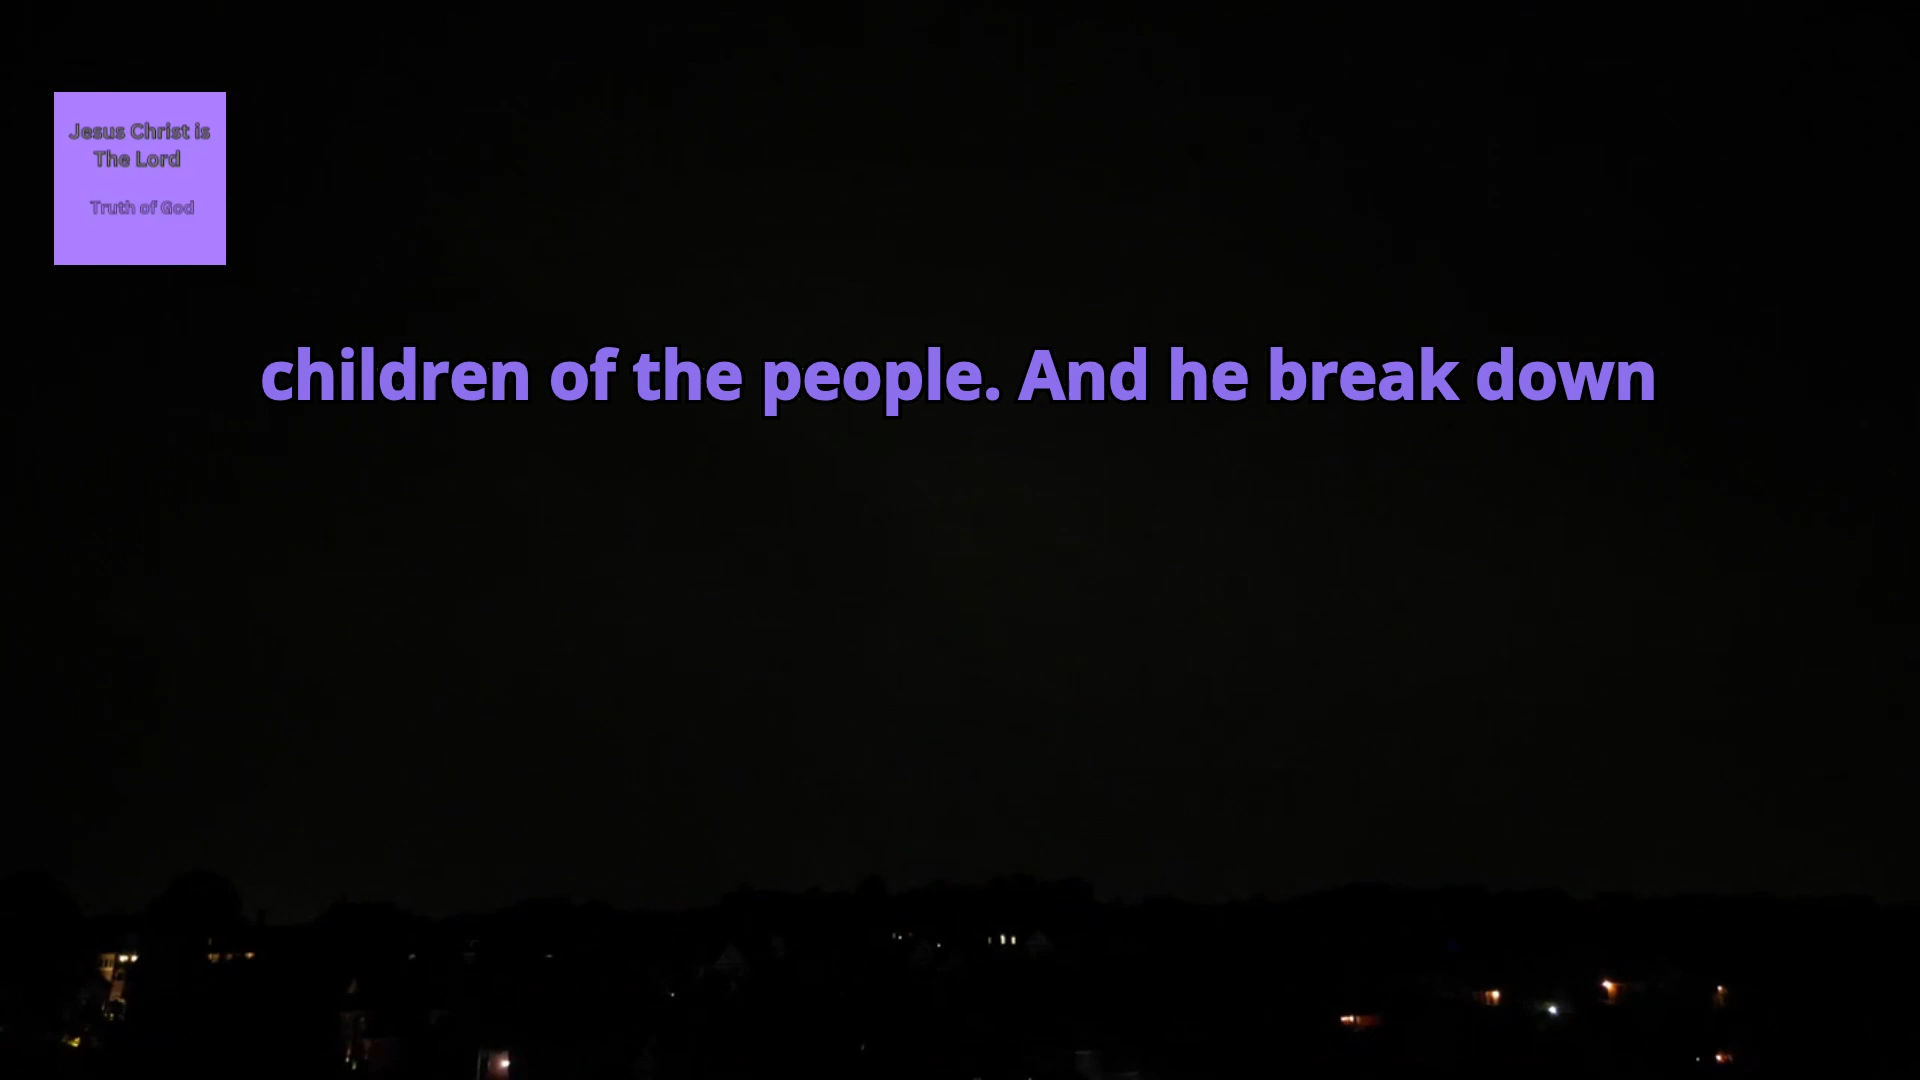 Jesus Christ is
The Lord
Truth of God
children of the people. And he break down